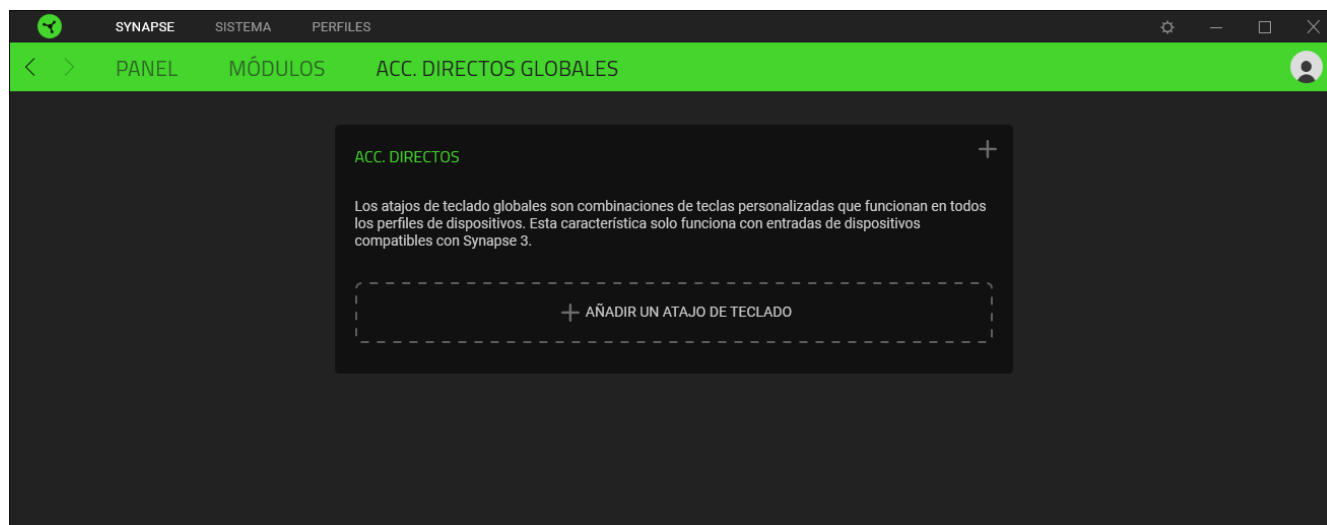 SYNAPSE SISTEMA PERFILES
PANEL MÓDULOS ACC. DIRECTOS GLOBALES
ACC. DIRECTOS
Los atajos de teclado globales son combinaciones de teclas personalizadas que funcionan en todos
los perfiles de dispositivos. Esta característica solo funciona con entradas de dispositivos
compatibles con Synapse 3.
AÑADIR UN ATAJO DE TECLADO